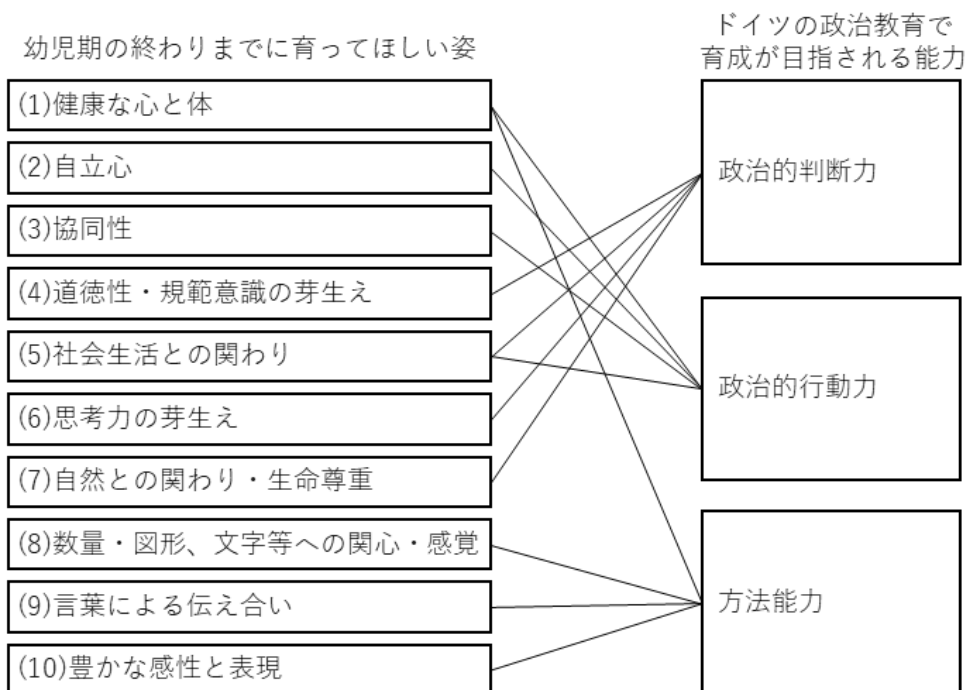 幼児期の終わりまでに育ってほしい姿
(1)健康な心と体
(2)自立心
(3)協同性
(4)道徳性・規範意識の芽生え
(5)社会生活との関わり
(6)思考力の芽生え
(7)自然との関わり・生命尊重
(8)数量・図形、文字等への関心・感覚
(9)言葉による伝え合い
(10)豊かな感性と表現
ドイツの政治教育で
育成が目指される能力
政治的判断力
政治的行動力
方法能力